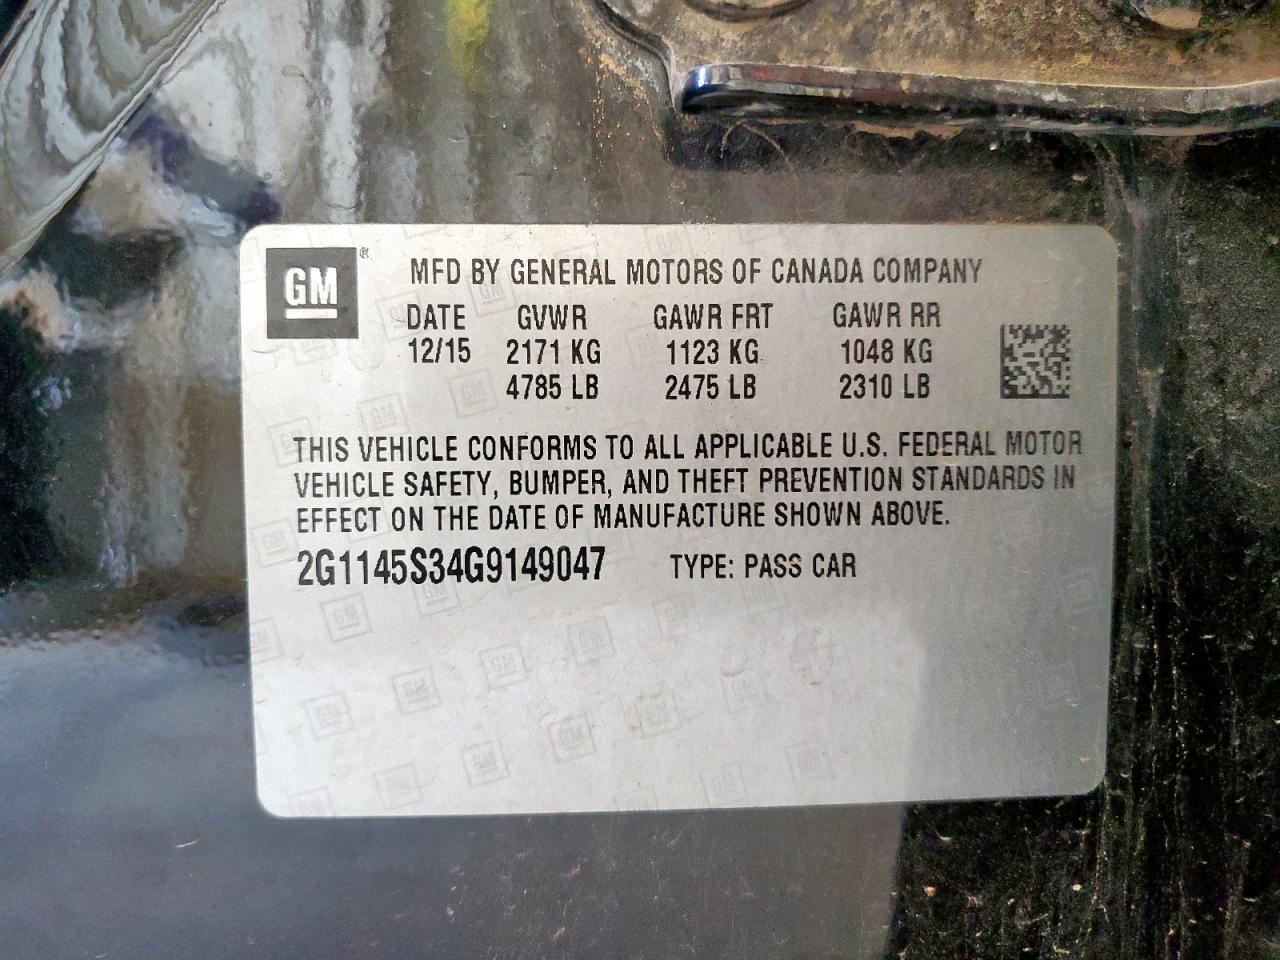 GM®
MFD BY GENERAL MOTORS OF CANADA COMPANY
DATE GVWR GAWR FRT GAWR RR
12/15 2171 KG 1123 KG 1048 KG
4785 LB 2475 LB 2310 LB
THIS VEHICLE CONFORMS TO ALL APPLICABLE U.S. FEDERAL MOTOR
VEHICLE SAFETY, BUMPER, AND THEFT PREVENTION STANDARDS IN
EFFECT ON THE DATE OF MANUFACTURE SHOWN ABOVE.
2G1145S34G9149047 TYPE: PASS CAR